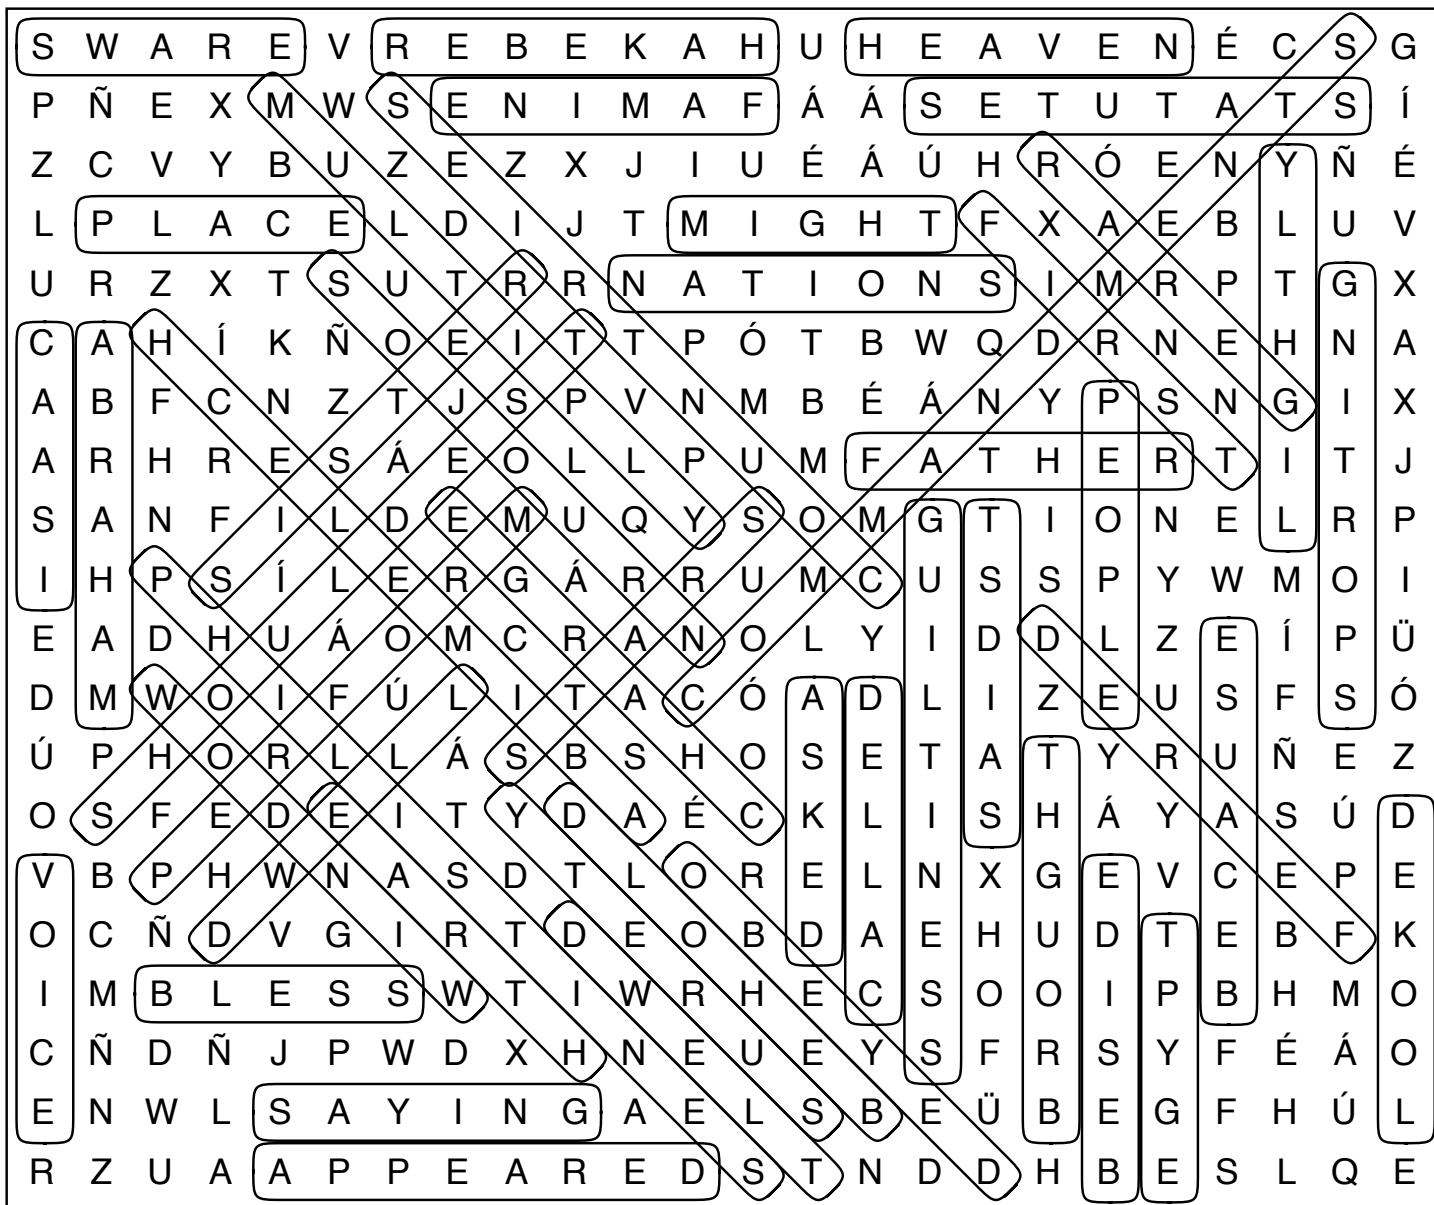 S W A R E V R E B E K A H U H E A V E N É C S G
P Ñ E X M W S E N I M A F Á Á S E T U T A T S Í
Z C V Y B U Z E Z X J I U É Á Ú H R Ó E N Y Ñ É
L P L A C E L D I J T M I G H T F X A E B L U V
U R Z X T S U T R R N A T I O N S I M R P T G X
C A H Í K Ñ O E I T T P Ó T B W Q D R N E H N A
A B F C N Z T J S P V N M B É Á N Y P S N G I X
A R H R E S Á E O L L P U M F A T H E R T I T J
S A N F I L D E M U Q Y S O M G T I O N E L R P
I H P S Í L E R G Á R R U M C U S S P Y W M O I
E A D H U Á O M C R A N O L Y I D D L Z E Í P Ü
D M W O I F Ú L I T A C Ó A D L I Z E U S F S Ó
Ú P H O R L L Á S B S H O S E T A T Y R U Ñ E Z
O S F E D E I T Y D A É C K L I S H Á Y A S Ú D
V B P H W N A S D T L O R E L N X G E V C E P E
O C Ñ D V G I R T D E O B D A E H U D T E B F K
I M B L E S S W T I W R H E C S O O I P B H M O
C Ñ D Ñ J P W D X H N E U E Y S F R S Y F É Á O
E N W L S A Y I N G A E L S B E Ü B E G F H Ú L
R Z U A A P P E A R E D S T N D D H B E S L Q E